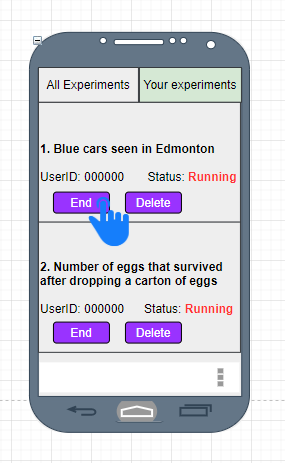 All Experiments Your experiments
1. Blue cars seen in Edmonton
UserID: 000000 Status: Running
End Delete
2. Number of eggs that survived
after dropping a carton of eggs
UserID: 000000 Status: Running
End Delete